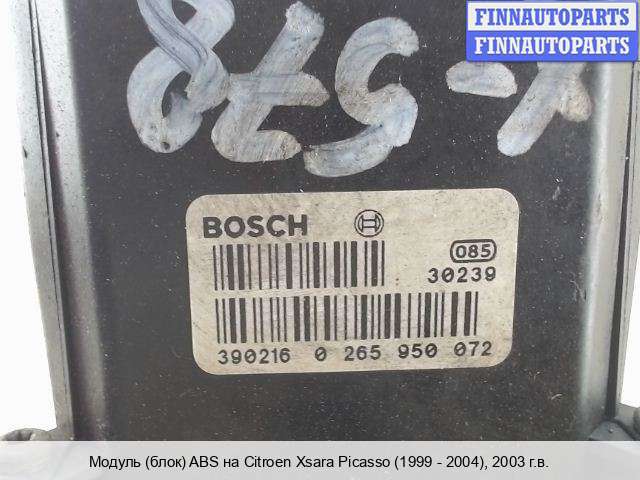 FINNAUTOPARTS
FINNAUTOPARTS
х-578
BOSCH
085
30239
390216 0 265 950 072
Модуль (блок) ABS на Citroen Xsara Picasso (1999 - 2004), 2003 г.в.